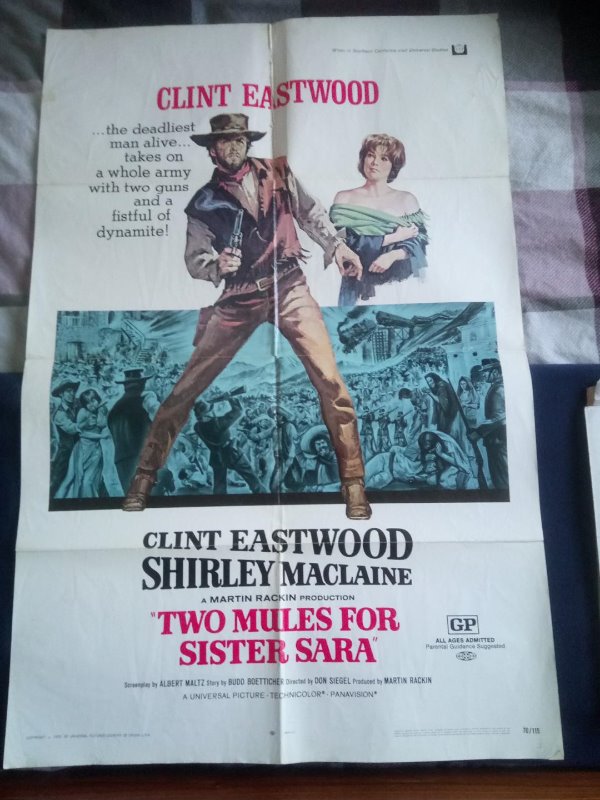 CLINT EASTWOOD
...the deadliest
man alive...
takes on
a whole army
with two guns
and a
fistful of
dynamite!
CLINT EASTWOOD
SHIRLEY MACLAINE
A MARTIN RACKIN PRODUCTION
"TWO MULES FOR
SISTER SARA"
GP
ALL AGES ADMITTED
Parental Guidance Suggested
Screenplay by ALBERT MALTZ Story by BUDD BOETTICHER Directed by DON SIEGEL Produced by MARTIN RACKIN
A UNIVERSAL PICTURE · TECHNICOLOR® · PANAVISION®
70/115